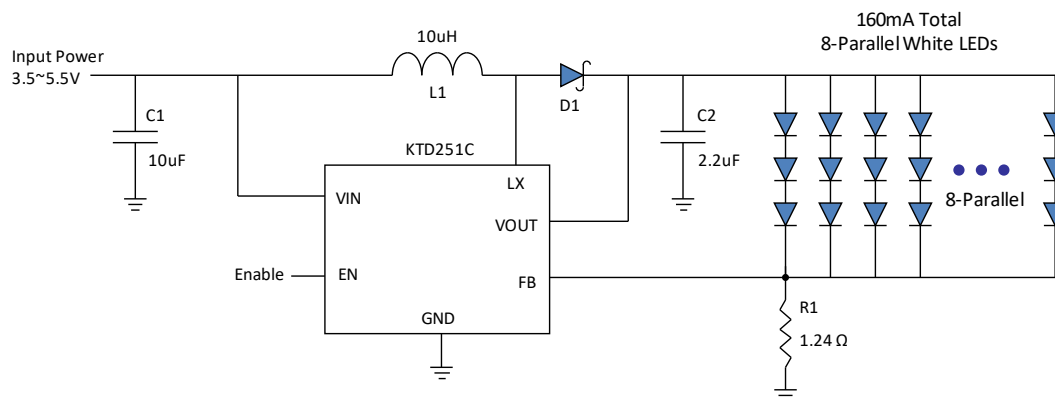 160mA Total
8-Parallel White LEDs
10uH
Input Power
3.5~5.5V
L1
D1
C1
10uF
C2
2.2uF
KTD251C
LX
VIN
VOUT
8-Parallel
Enable
EN
FB
GND
R1
1.24 Ω